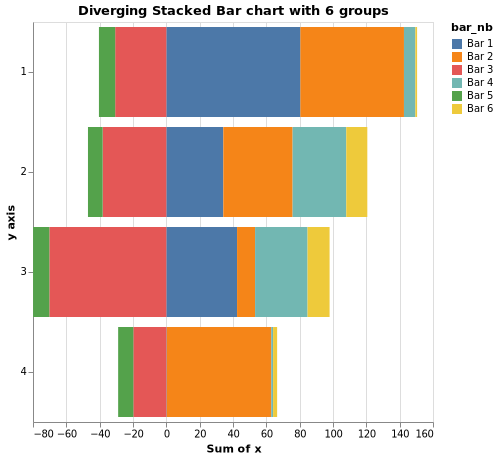 Diverging Stacked Bar chart with 6 groups
bar_nb
Bar 1
Bar 2
Bar 3
Bar 4
Bar 5
Bar 6
y axis
1
2
3
4
−80 −60 −40 −20 0 20 40 60 80 100 120 140 160
Sum of x